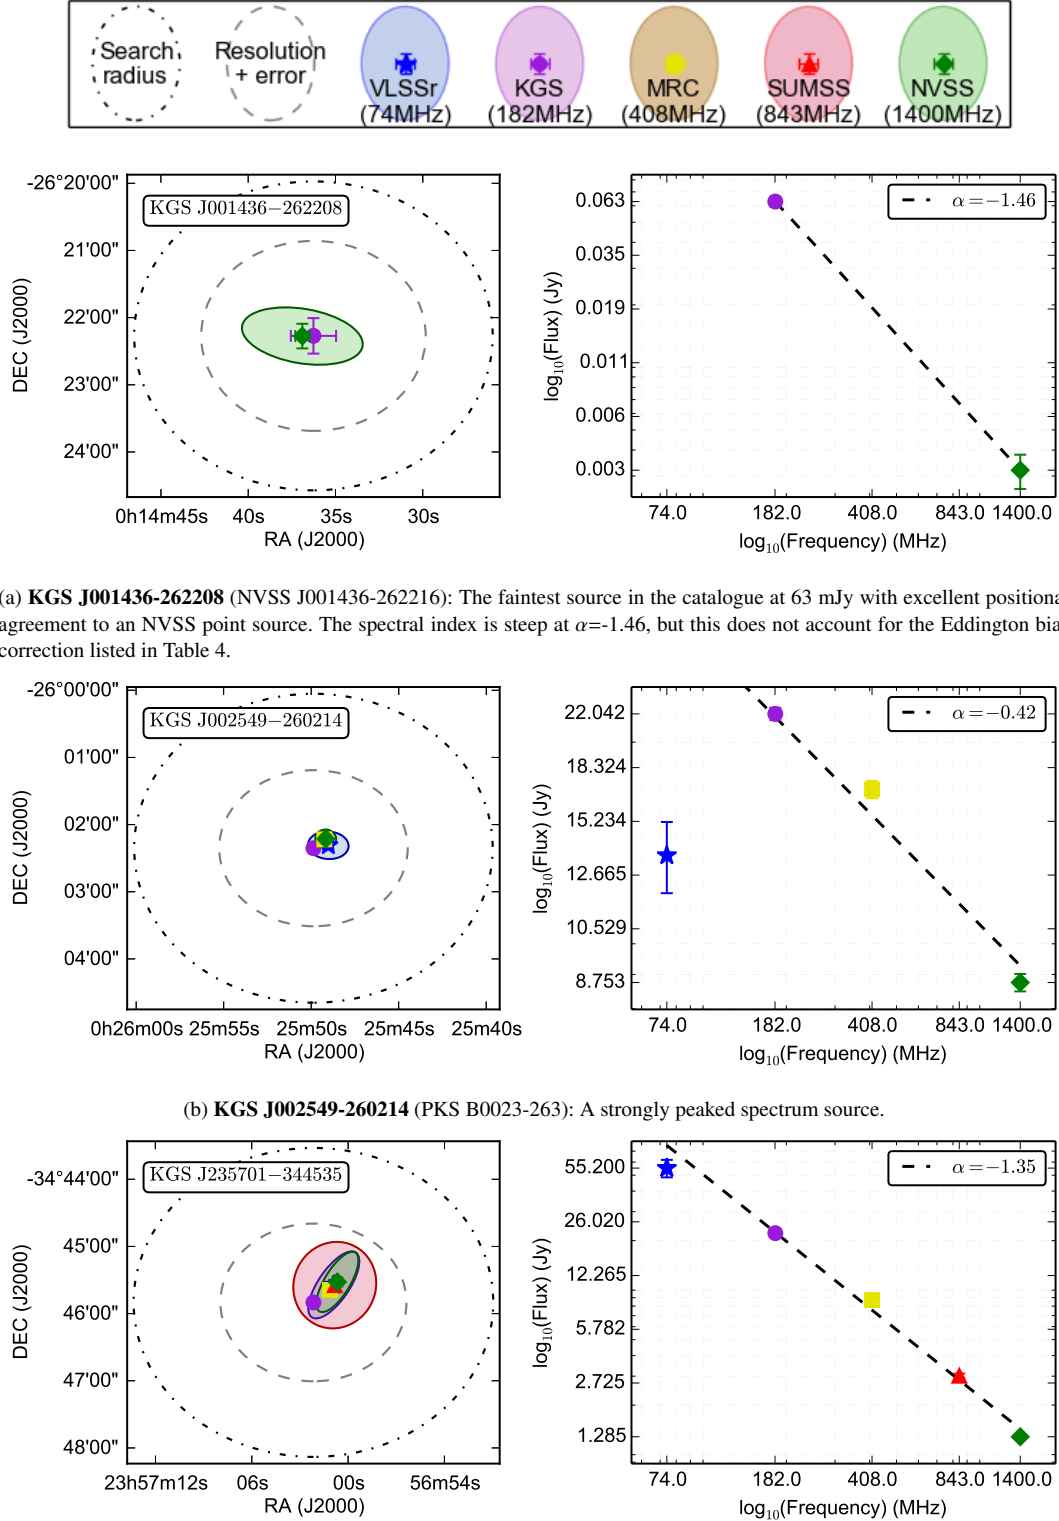 Search radius
Resolution + error
VLSSr (74MHz)
KGS (182MHz)
MRC (408MHz)
SUMSS (843MHz)
NVSS (1400MHz)
KGS J001436−262208
-26°20'00"
21'00"
22'00"
23'00"
24'00"
DEC (J2000)
0h14m45s 40s 35s 30s
RA (J2000)
α=−1.46
0.063
0.035
0.019
0.011
0.006
0.003
log10(Flux) (Jy)
74.0 182.0 408.0 843.0 1400.0
log10(Frequency) (MHz)
(a) KGS J001436-262208 (NVSS J001436-262216): The faintest source in the catalogue at 63 mJy with excellent positiona
agreement to an NVSS point source. The spectral index is steep at α=-1.46, but this does not account for the Eddington bia
correction listed in Table 4.
KGS J002549−260214
-26°00'00"
01'00"
02'00"
03'00"
04'00"
DEC (J2000)
0h26m00s 25m55s 25m50s 25m45s 25m40s
RA (J2000)
α=−0.42
22.042
18.324
15.234
12.665
10.529
8.753
log10(Flux) (Jy)
74.0 182.0 408.0 843.0 1400.0
log10(Frequency) (MHz)
(b) KGS J002549-260214 (PKS B0023-263): A strongly peaked spectrum source.
KGS J235701−344535
-34°44'00"
45'00"
46'00"
47'00"
48'00"
DEC (J2000)
23h57m12s 06s 00s 56m54s
RA (J2000)
α=−1.35
55.200
26.020
12.265
5.782
2.725
1.285
log10(Flux) (Jy)
74.0 182.0 408.0 843.0 1400.0
log10(Frequency) (MHz)